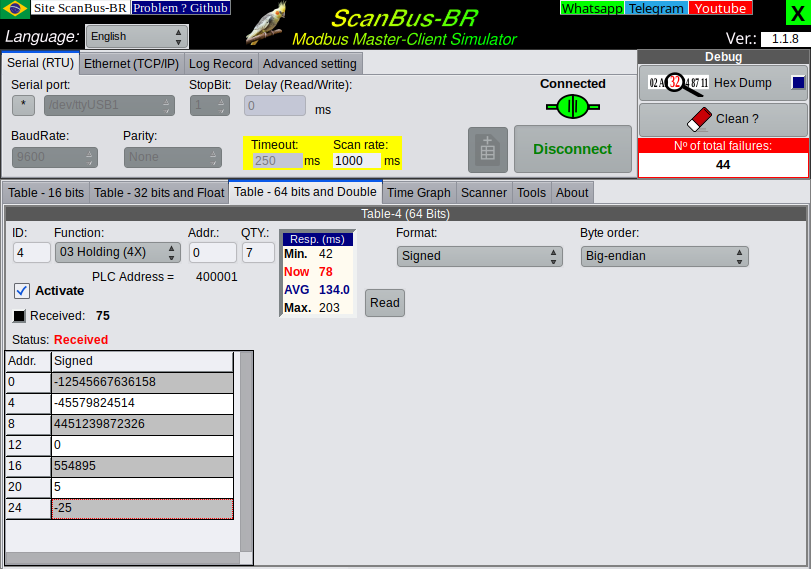 Site ScanBus-BR Problem ? Github
Whatsapp Telegram Youtube
X
ScanBus-BR
Modbus Master-Client Simulator
Language: English
Ver.: 1.1.8
Serial (RTU) Ethernet (TCP/IP) Log Record Advanced setting
Debug
Serial port: StopBit: Delay (Read/Write): Connected
* /dev/ttyUSB1 1 0 ms
Hex Dump
Clean ?
BaudRate: Parity: Timeout: Scan rate:
9600 None 250 ms 1000 ms
Disconnect
Nº of total failures:
44
Table - 16 bits Table - 32 bits and Float Table - 64 bits and Double Time Graph Scanner Tools About
Table-4 (64 Bits)
ID: Function: Addr.: QTY.: Format: Byte order:
4 03 Holding (4X) 0 7 Signed Big-endian
Resp. (ms)
Min. 42
Now 78
AVG 134.0
Max. 203
PLC Address = 400001
Activate
Read
Received: 75
Status: Received
Addr. Signed
0 -12545667636158
4 -45579824514
8 4451239872326
12 0
16 554895
20 5
24 -25